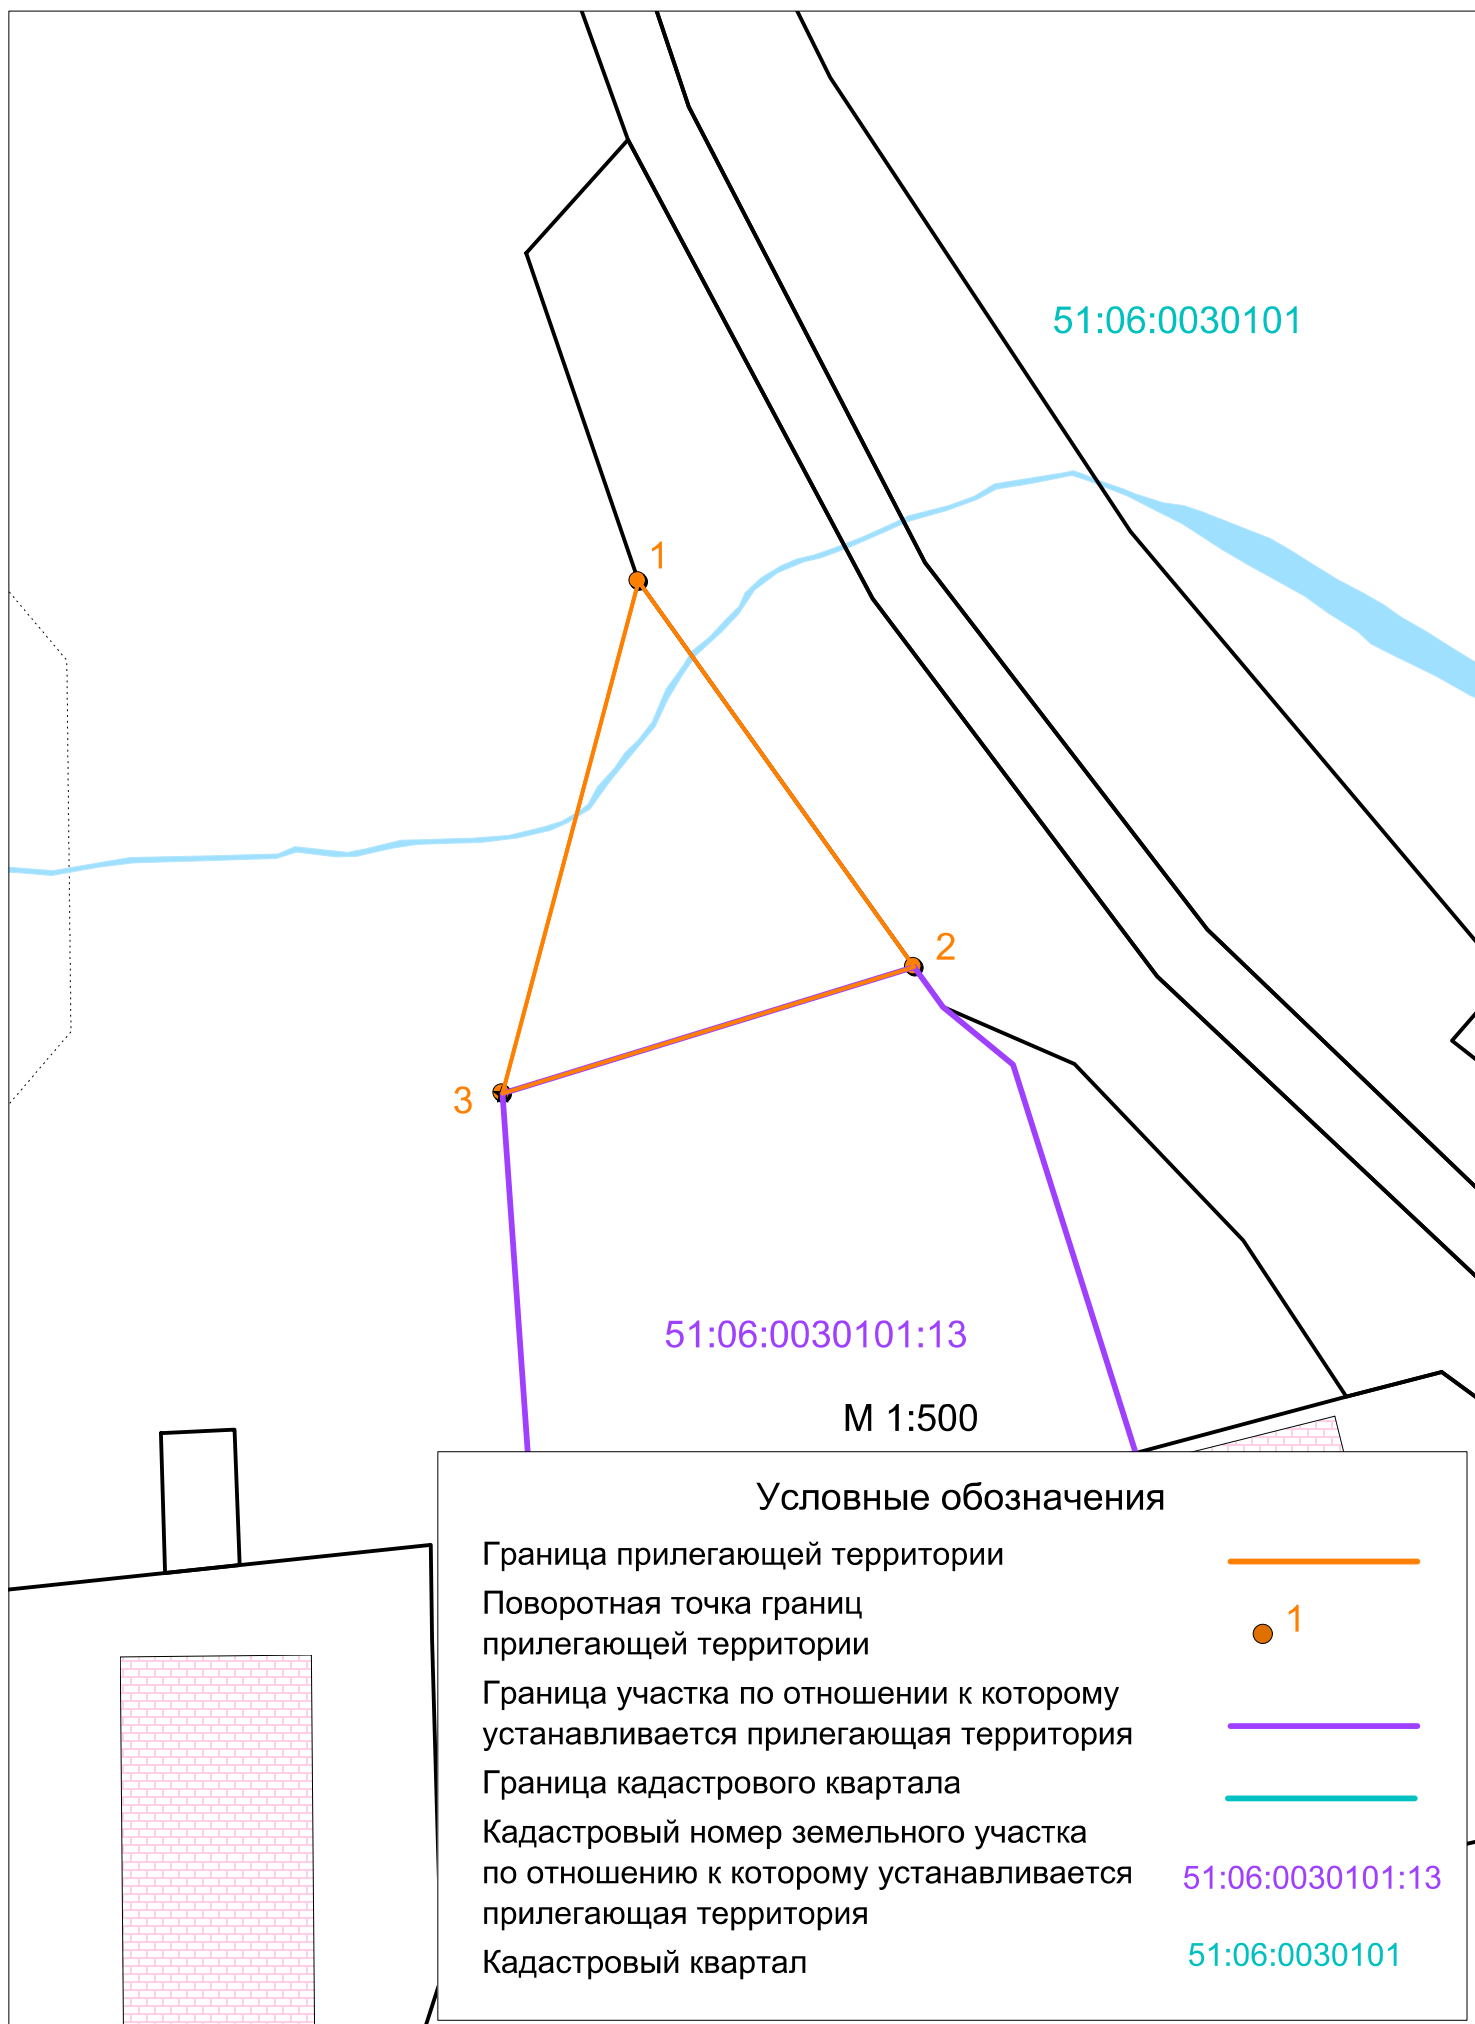 51:06:0030101
1
2
3
51:06:0030101:13
М 1:500
Условные обозначения
Граница прилегающей территории
Поворотная точка границ
прилегающей территории
1
Граница участка по отношении к которому
устанавливается прилегающая территория
Граница кадастрового квартала
Кадастровый номер земельного участка
по отношению к которому устанавливается
прилегающая территория
51:06:0030101:13
Кадастровый квартал
51:06:0030101